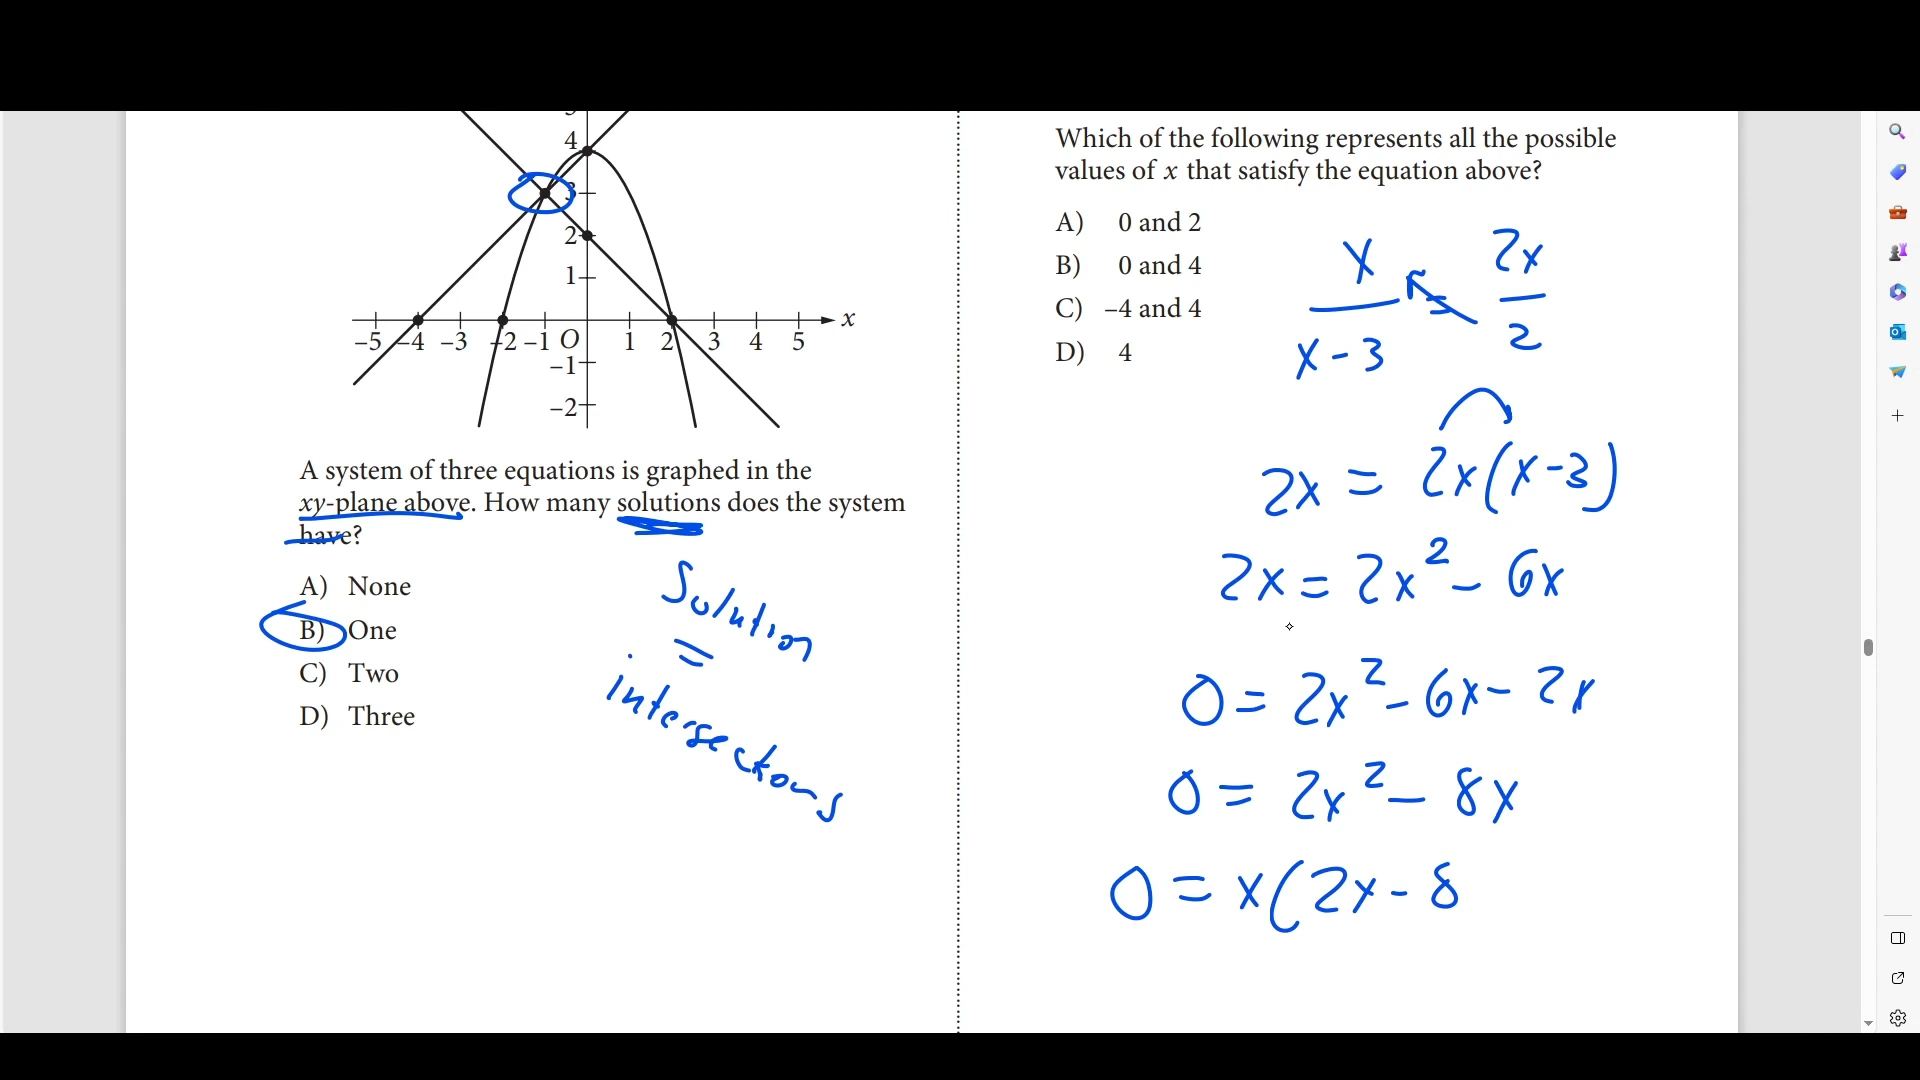 4
3
2
1
x
–5 –4 –3 –2 –1 O 1 2 3 4 5
–1
–2
A system of three equations is graphed in the
xy-plane above. How many solutions does the system
have?
A) None
B) One
C) Two
D) Three
Solution
=
intersections
Which of the following represents all the possible
values of x that satisfy the equation above?
A) 0 and 2
B) 0 and 4
C) –4 and 4
D) 4
x = 2x
x-3 2
2x = 2x(x-3)
2x = 2x² - 6x
0 = 2x² - 6x - 2x
0 = 2x² - 8x
0 = x(2x - 8